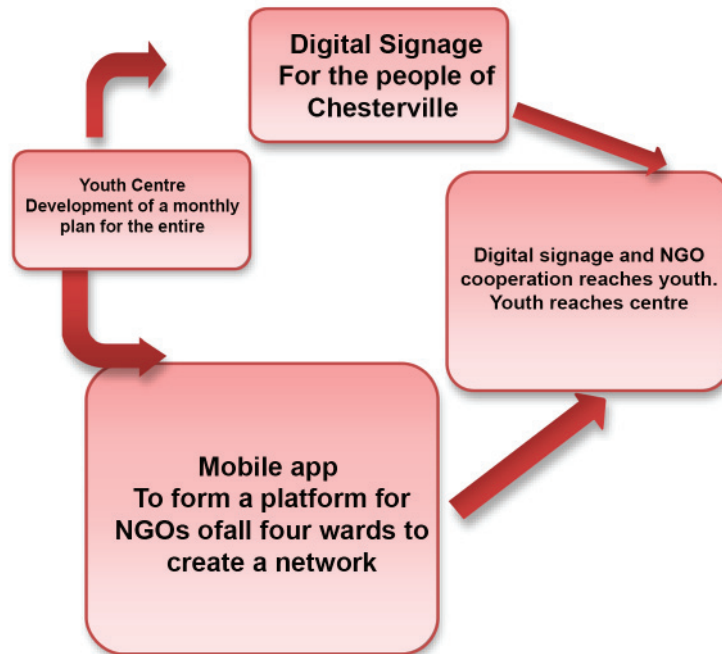 Digital Signage
For the people of
Chesterville
Youth Centre
Development of a monthly
plan for the entire
Digital signage and NGO
cooperation reaches youth.
Youth reaches centre
Mobile app
To form a platform for
NGOs ofall four wards to
create a network